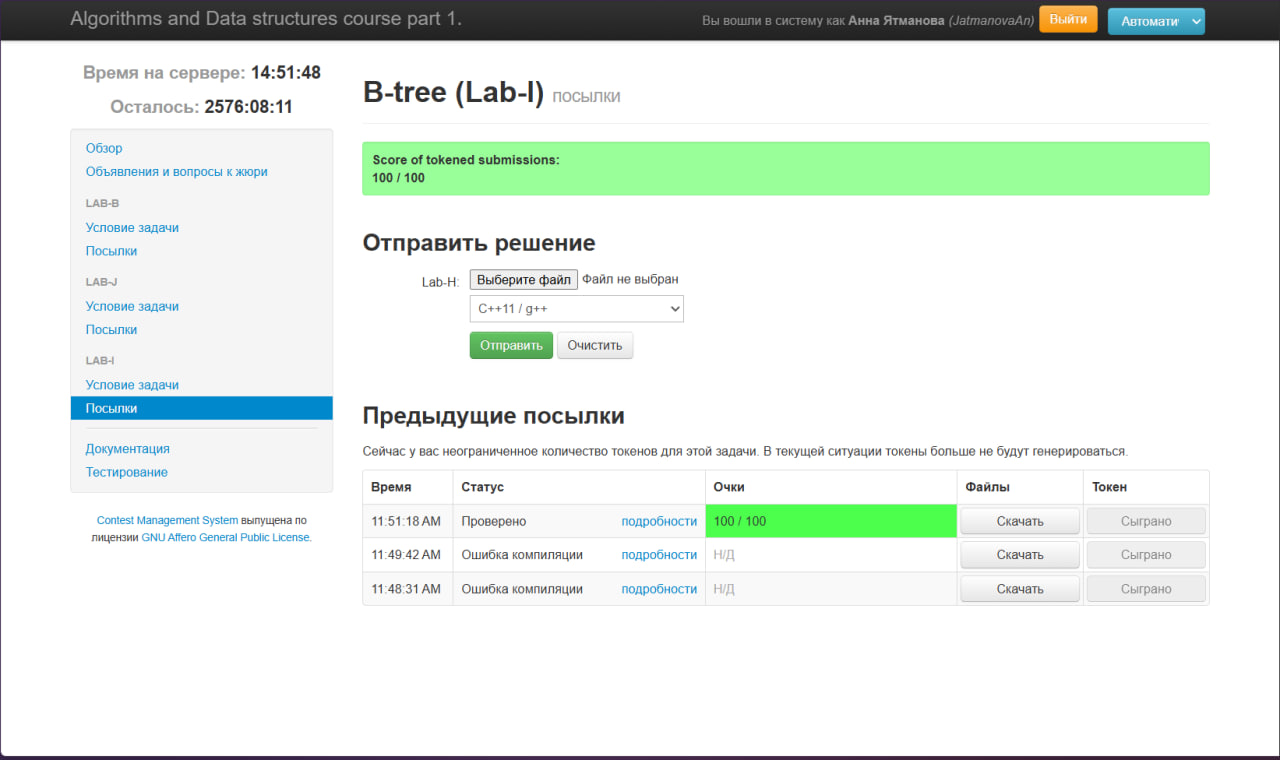 Algorithms and Data structures course part 1.
Вы вошли в систему как Анна Ятманова (JatmanovaAn) Выйти Автомати
Время на сервере: 14:51:48
Осталось: 2576:08:11
Обзор
Объявления и вопросы к жюри
LAB-B
Условие задачи
Посылки
LAB-J
Условие задачи
Посылки
LAB-I
Условие задачи
Посылки
Документация
Тестирование
Contest Management System выпущена по
лицензии GNU Affero General Public License.
B-tree (Lab-I) посылки
Score of tokened submissions:
100 / 100
Отправить решение
Lab-H: Выберите файл Файл не выбран
C++11 / g++
Отправить Очистить
Предыдущие посылки
Сейчас у вас неограниченное количество токенов для этой задачи. В текущей ситуации токены больше не будут генерироваться.
Время Статус Очки Файлы Токен
11:51:18 AM Проверено подробности 100 / 100 Скачать Сыграно
11:49:42 AM Ошибка компиляции подробности Н/Д Скачать Сыграно
11:48:31 AM Ошибка компиляции подробности Н/Д Скачать Сыграно